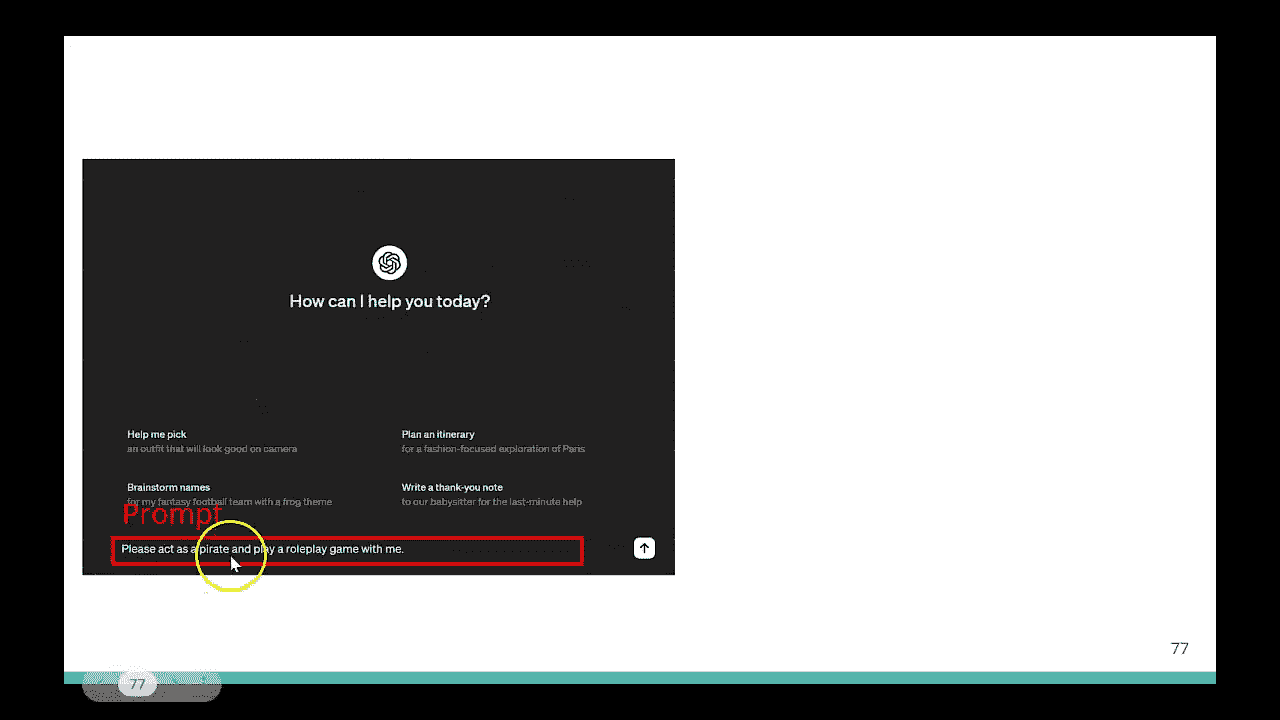 How can I help you today?
Help me pick
an outfit that will look good on camera
Plan an itinerary
for a fashion-focused exploration of Paris
Brainstorm names
for my fantasy football team with a frog theme
Write a thank-you note
to our babysitter for the last-minute help
Prompt
Please act as a pirate and play a roleplay game with me.
77
77